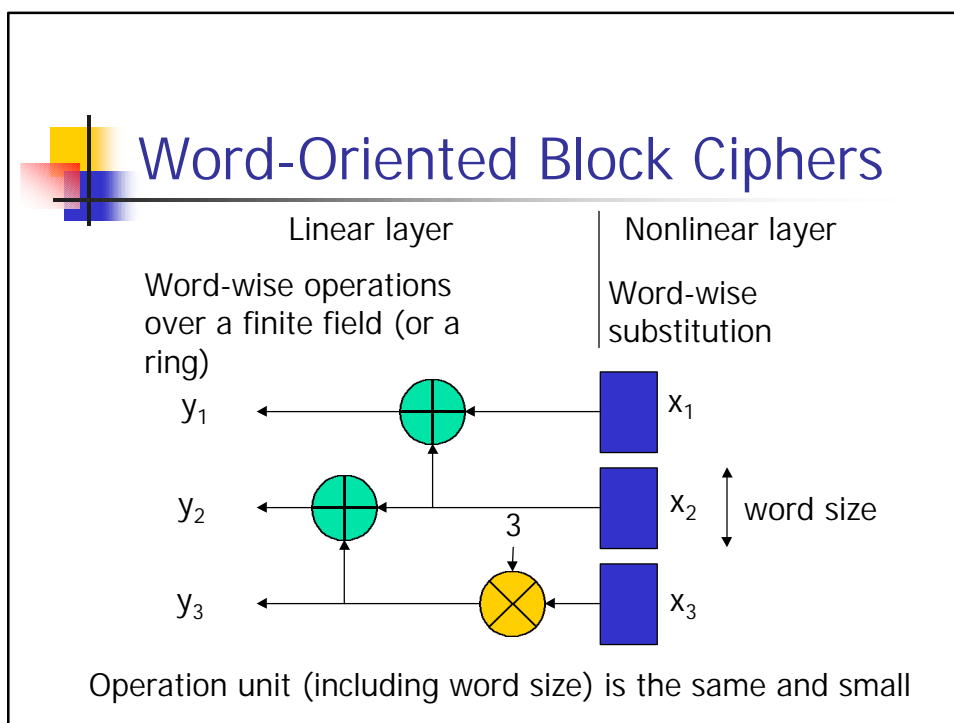 Word-Oriented Block Ciphers
Linear layer
Nonlinear layer
Word-wise operations
over a finite field (or a
ring)
Word-wise
substitution
y1
x1
y2
x2
word size
3
y3
x3
Operation unit (including word size) is the same and small